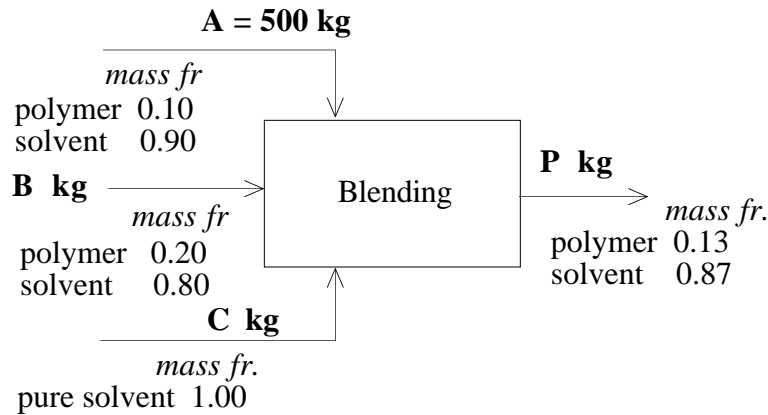 A = 500 kg
mass fr
polymer 0.10
solvent 0.90
B kg
mass fr
polymer 0.20
solvent 0.80
Blending
P kg
mass fr.
polymer 0.13
solvent 0.87
C kg
mass fr.
pure solvent 1.00